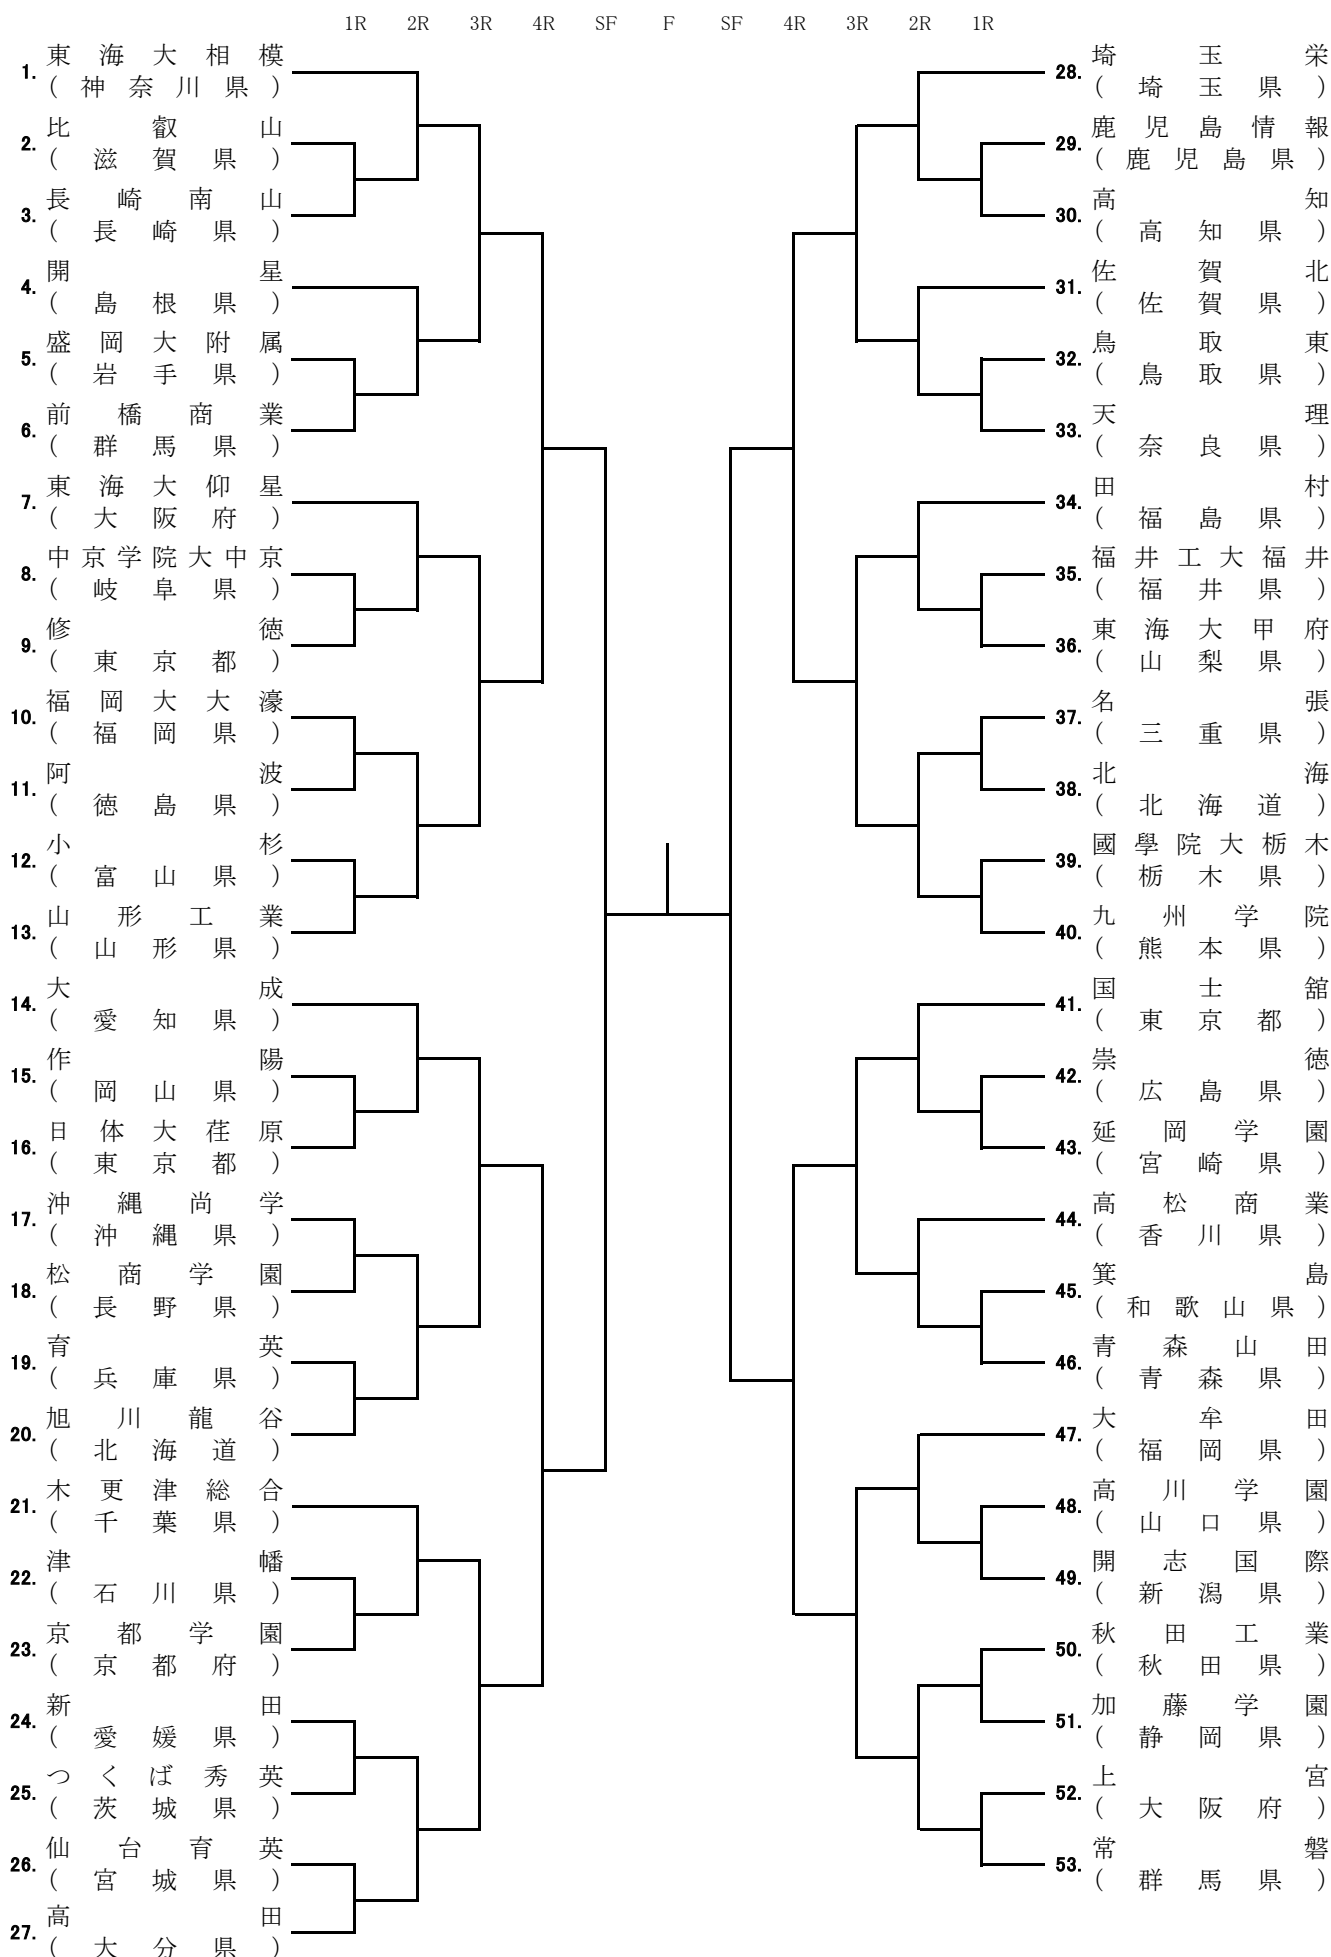 1R 2R 3R 4R SF F SF 4R 3R 2R 1R
1. 東海大相模
(神奈川県)
2. 比叡山
(滋賀県)
3. 長崎南山
(長崎県)
4. 開星
(島根県)
5. 盛岡大附属
(岩手県)
6. 前橋商業
(群馬県)
7. 東海大仰星
(大阪府)
8. 中京学院大中京
(岐阜県)
9. 修徳
(東京都)
10. 福岡大大濠
(福岡県)
11. 阿波
(徳島県)
12. 小杉
(富山県)
13. 山形工業
(山形県)
14. 大成
(愛知県)
15. 作陽
(岡山県)
16. 日体大荏原
(東京都)
17. 沖縄尚学
(沖縄県)
18. 松商学園
(長野県)
19. 育英
(兵庫県)
20. 旭川龍谷
(北海道)
21. 木更津総合
(千葉県)
22. 津幡
(石川県)
23. 京都学園
(京都府)
24. 新田
(愛媛県)
25. つくば秀英
(茨城県)
26. 仙台育英
(宮城県)
27. 高田
(大分県)
28. 埼玉栄
(埼玉県)
29. 鹿児島情報
(鹿児島県)
30. 高知
(高知県)
31. 佐賀北
(佐賀県)
32. 鳥取東
(鳥取県)
33. 天理
(奈良県)
34. 田村
(福島県)
35. 福井工大福井
(福井県)
36. 東海大甲府
(山梨県)
37. 名張
(三重県)
38. 北海
(北海道)
39. 國學院大栃木
(栃木県)
40. 九州学院
(熊本県)
41. 国士舘
(東京都)
42. 崇徳
(広島県)
43. 延岡学園
(宮崎県)
44. 高松商業
(香川県)
45. 箕島
(和歌山県)
46. 青森山田
(青森県)
47. 大牟田
(福岡県)
48. 高川学園
(山口県)
49. 開志国際
(新潟県)
50. 秋田工業
(秋田県)
51. 加藤学園
(静岡県)
52. 上宮
(大阪府)
53. 常磐
(群馬県)